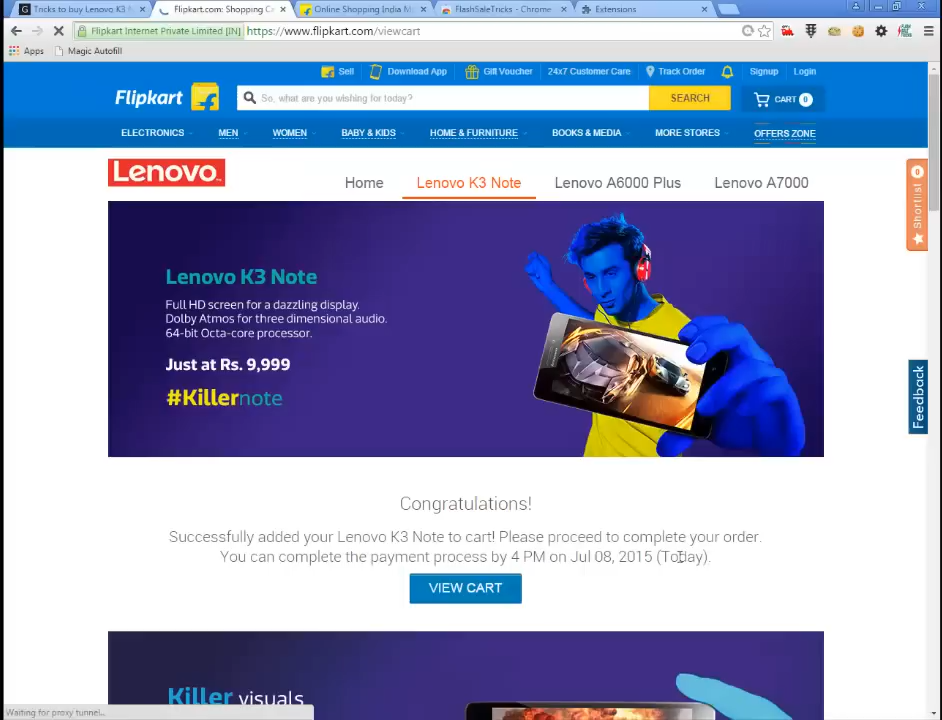 Tricks to buy Lenovo K3 N
Flipkart.com: Shopping Ca
Online Shopping India M
FlashSaleTricks - Chrome
Extensions
Flipkart Internet Private Limited [IN] https://www.flipkart.com/viewcart
Apps Magic Autofill
Sell Download App Gift Voucher 24x7 Customer Care Track Order Signup Login
Flipkart So, what are you wishing for today? SEARCH CART 0
ELECTRONICS MEN WOMEN BABY & KIDS HOME & FURNITURE BOOKS & MEDIA MORE STORES OFFERS ZONE
Lenovo
Home Lenovo K3 Note Lenovo A6000 Plus Lenovo A7000
0 Shortlist
Lenovo K3 Note
Full HD screen for a dazzling display.
Dolby Atmos for three dimensional audio.
64-bit Octa-core processor.
Just at Rs. 9,999
#Killernote
Feedback
Congratulations!
Successfully added your Lenovo K3 Note to cart! Please proceed to complete your order.
You can complete the payment process by 4 PM on Jul 08, 2015 (Today).
VIEW CART
Killer visuals
Waiting for proxy tunnel...